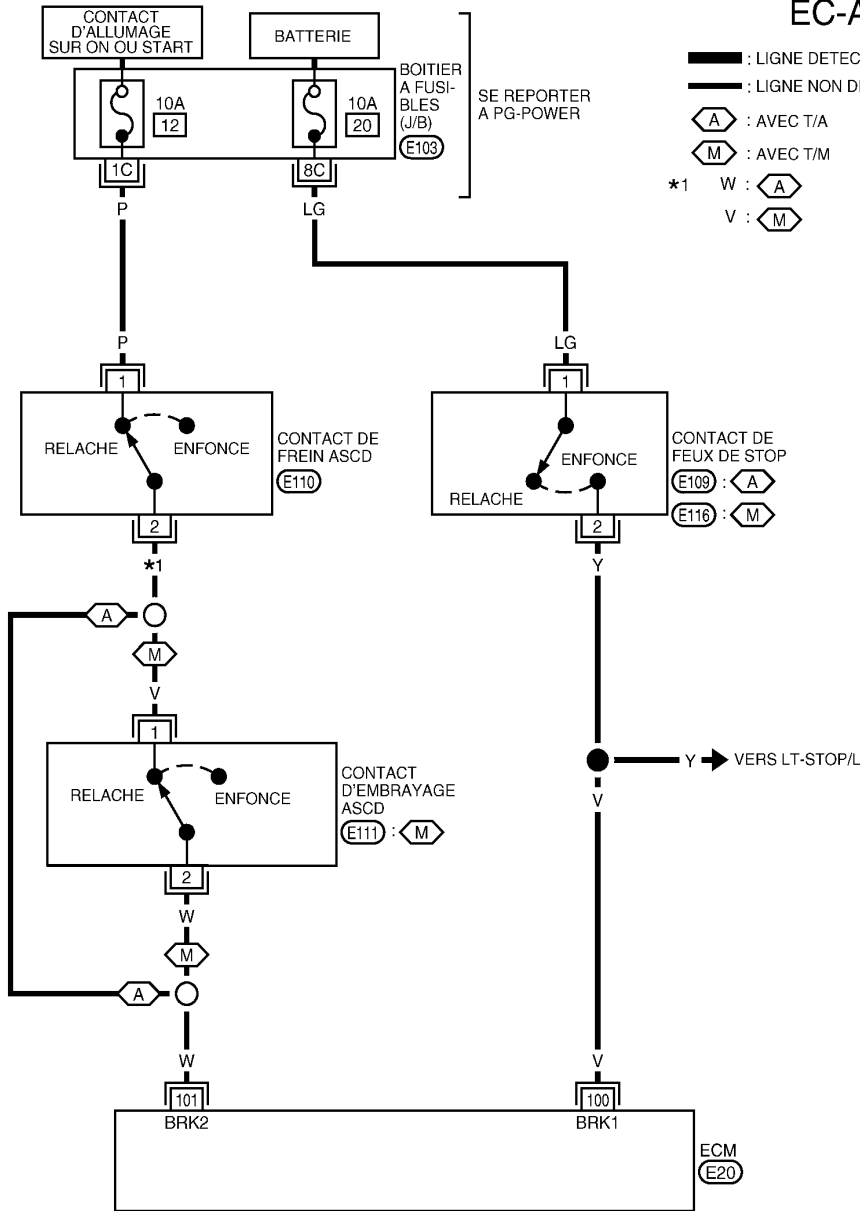 EC-A
CONTACT
D'ALLUMAGE
SUR ON OU START
BATTERIE
BOITIER
A FUSI-
BLES
(J/B)
E103
10A
12
10A
20
SE REPORTER
A PG-POWER
: LIGNE DETEC
: LIGNE NON DE
A : AVEC T/A
M : AVEC T/M
*1 W : A
V : M
1C
8C
P
LG
P
LG
1
1
RELACHE
ENFONCE
CONTACT DE
FREIN ASCD
E110
RELACHE
ENFONCE
CONTACT DE
FEUX DE STOP
E109 : A
E116 : M
2
2
*1
Y
A
M
V
1
RELACHE
ENFONCE
CONTACT
D'EMBRAYAGE
ASCD
E111 : M
Y
VERS LT-STOP/L
V
2
W
M
A
W
V
101
100
BRK2
BRK1
ECM
E20